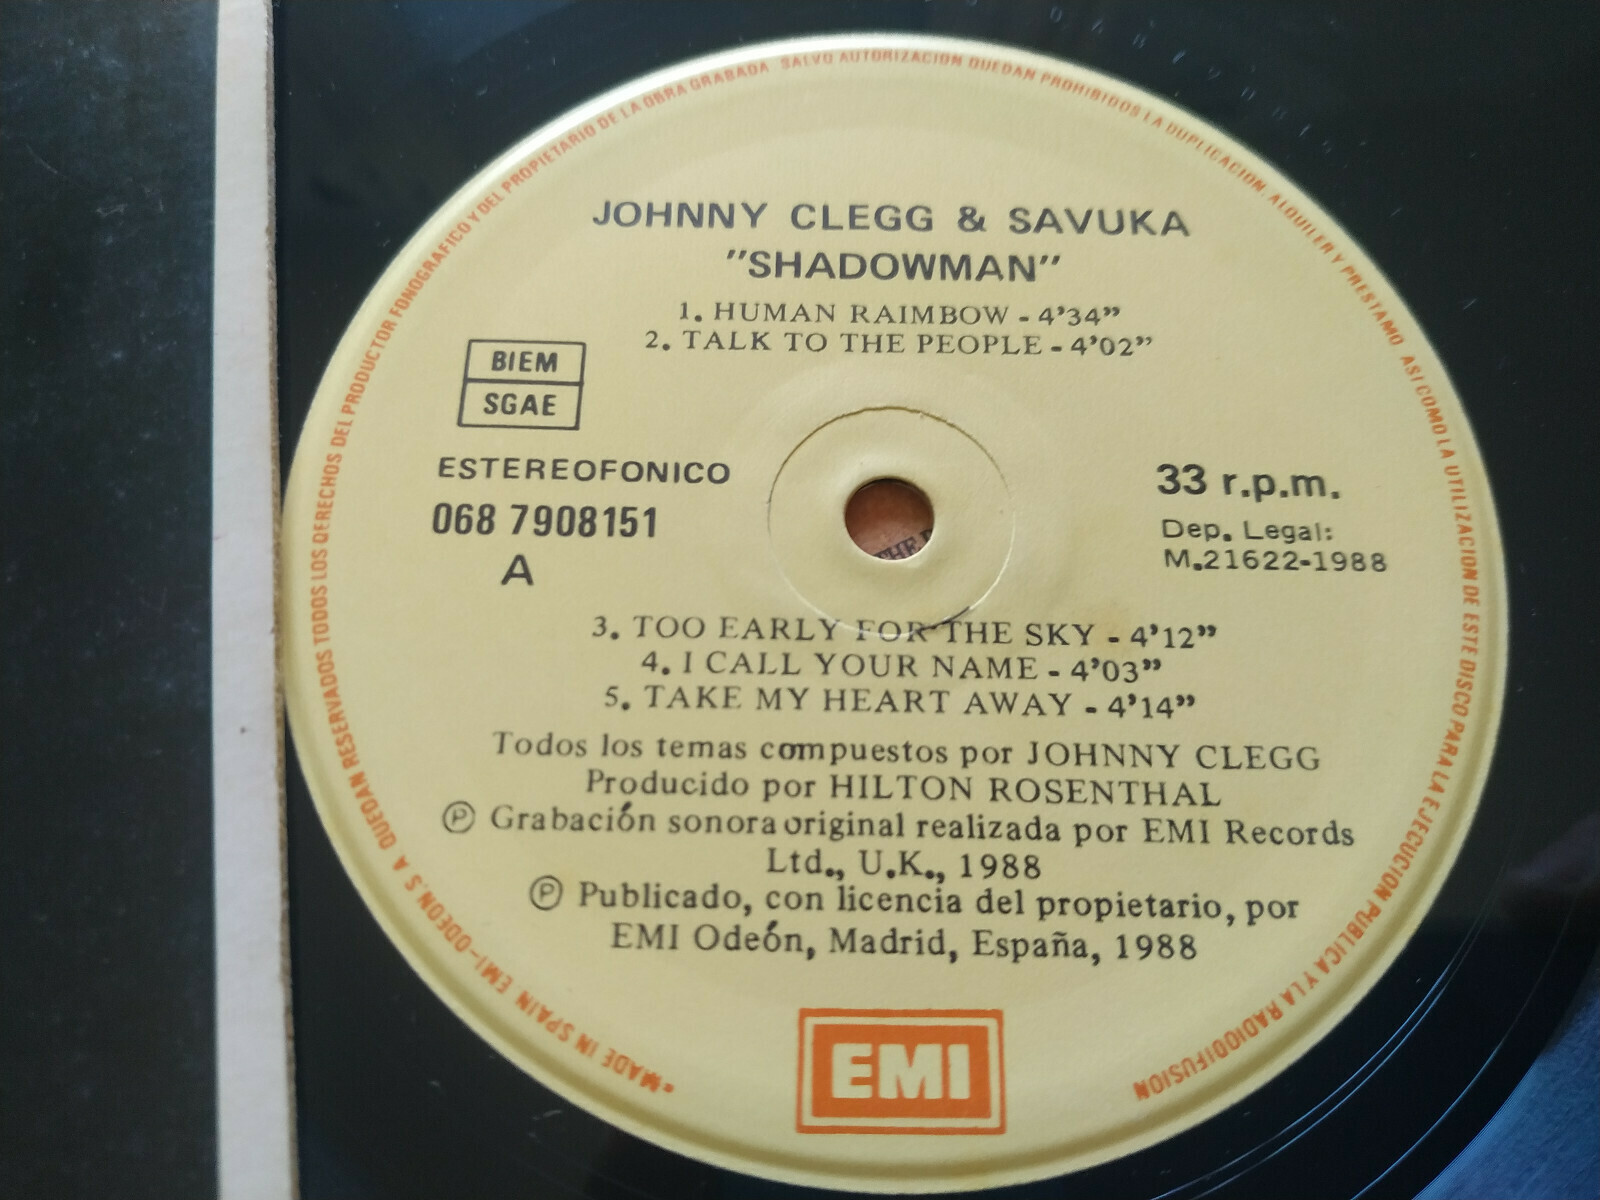 SALVO AUTORIZACION QUEDAN PROHIBIDOS LA DUPLICACION, ALQUILER Y PRESTAMO ASI COMO LA UTILIZACION DE ESTE DISCO PARA LA EJECUCION PUBLICA Y LA RADIODIFUSION
«MADE IN SPAIN. EMI-ODEON, S.A QUEDAN RESERVADOS TODOS LOS DERECHOS DEL PRODUCTOR FONOGRAFICO Y DEL PROPIETARIO DE LA OBRA GRABADA
JOHNNY CLEGG & SAVUKA
"SHADOWMAN"
1. HUMAN RAIMBOW - 4'34"
2. TALK TO THE PEOPLE - 4'02"
BIEM
SGAE
ESTEREOFONICO
068 7908151
A
33 r.p.m.
Dep. Legal:
M.21622-1988
THE
3. TOO EARLY FOR THE SKY - 4'12"
4. I CALL YOUR NAME - 4'03"
5. TAKE MY HEART AWAY - 4'14"
Todos los temas compuestos por JOHNNY CLEGG
Producido por HILTON ROSENTHAL
Ⓟ Grabación sonora original realizada por EMI Records
Ltd., U.K., 1988
Ⓟ Publicado, con licencia del propietario, por
EMI Odeón, Madrid, España, 1988
EMI